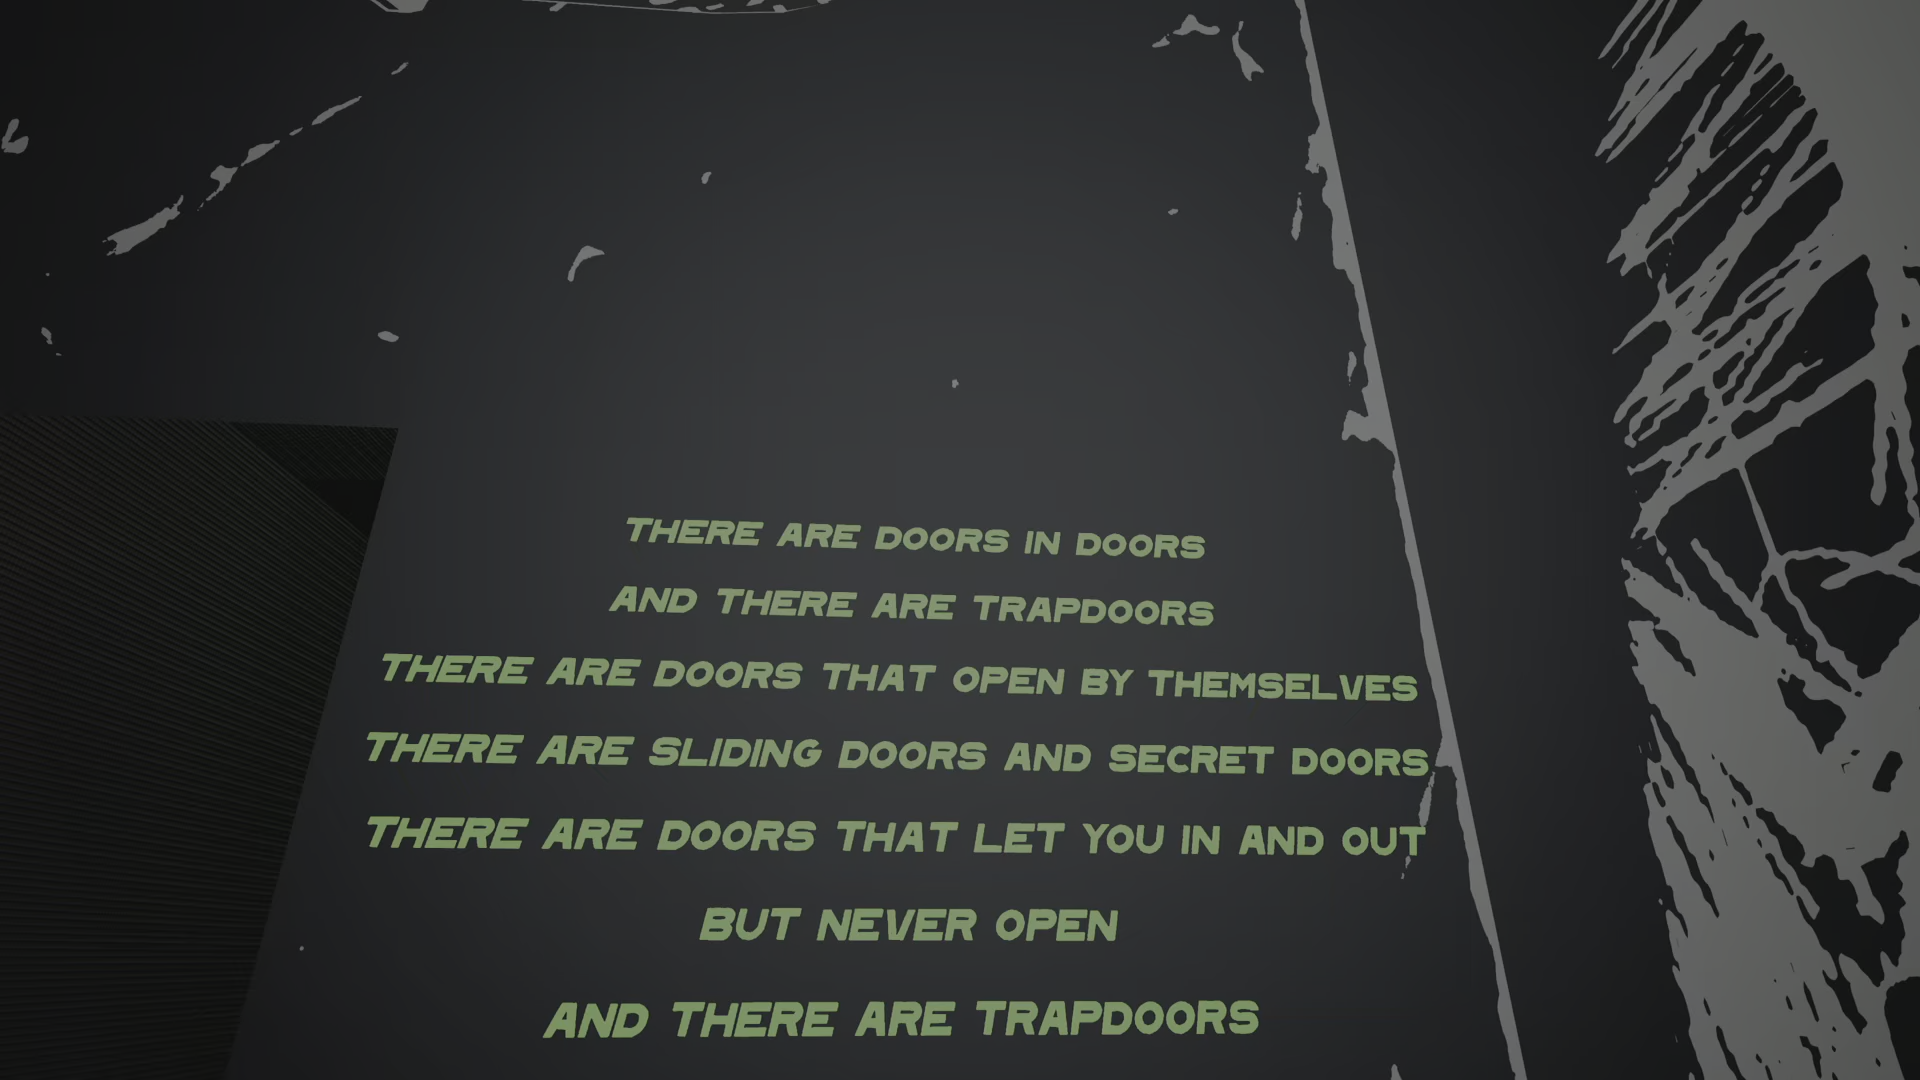 THERE ARE DOORS IN DOORS
AND THERE ARE TRAPDOORS
THERE ARE DOORS THAT OPEN BY THEMSELVES
THERE ARE SLIDING DOORS AND SECRET DOORS
THERE ARE DOORS THAT LET YOU IN AND OUT
BUT NEVER OPEN
AND THERE ARE TRAPDOORS